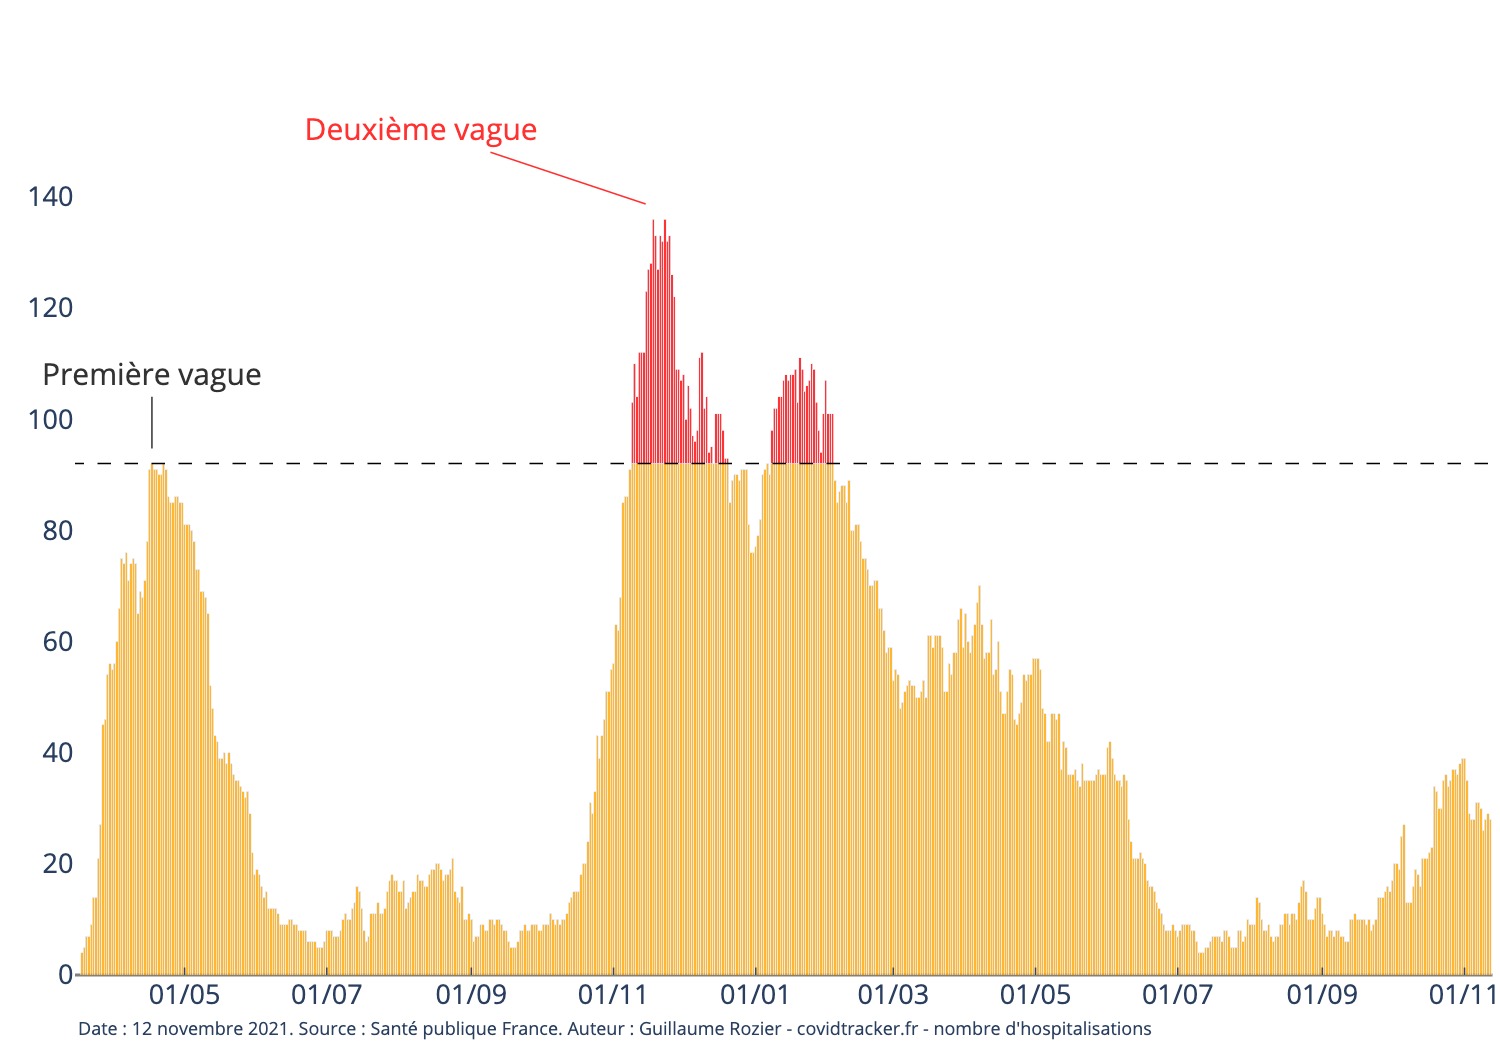 Deuxième vague
140
120
Première vague
100
80
60
40
20
0
01/05 01/07 01/09 01/11 01/01 01/03 01/05 01/07 01/09 01/11
Date : 12 novembre 2021. Source : Santé publique France. Auteur : Guillaume Rozier - covidtracker.fr - nombre d'hospitalisations